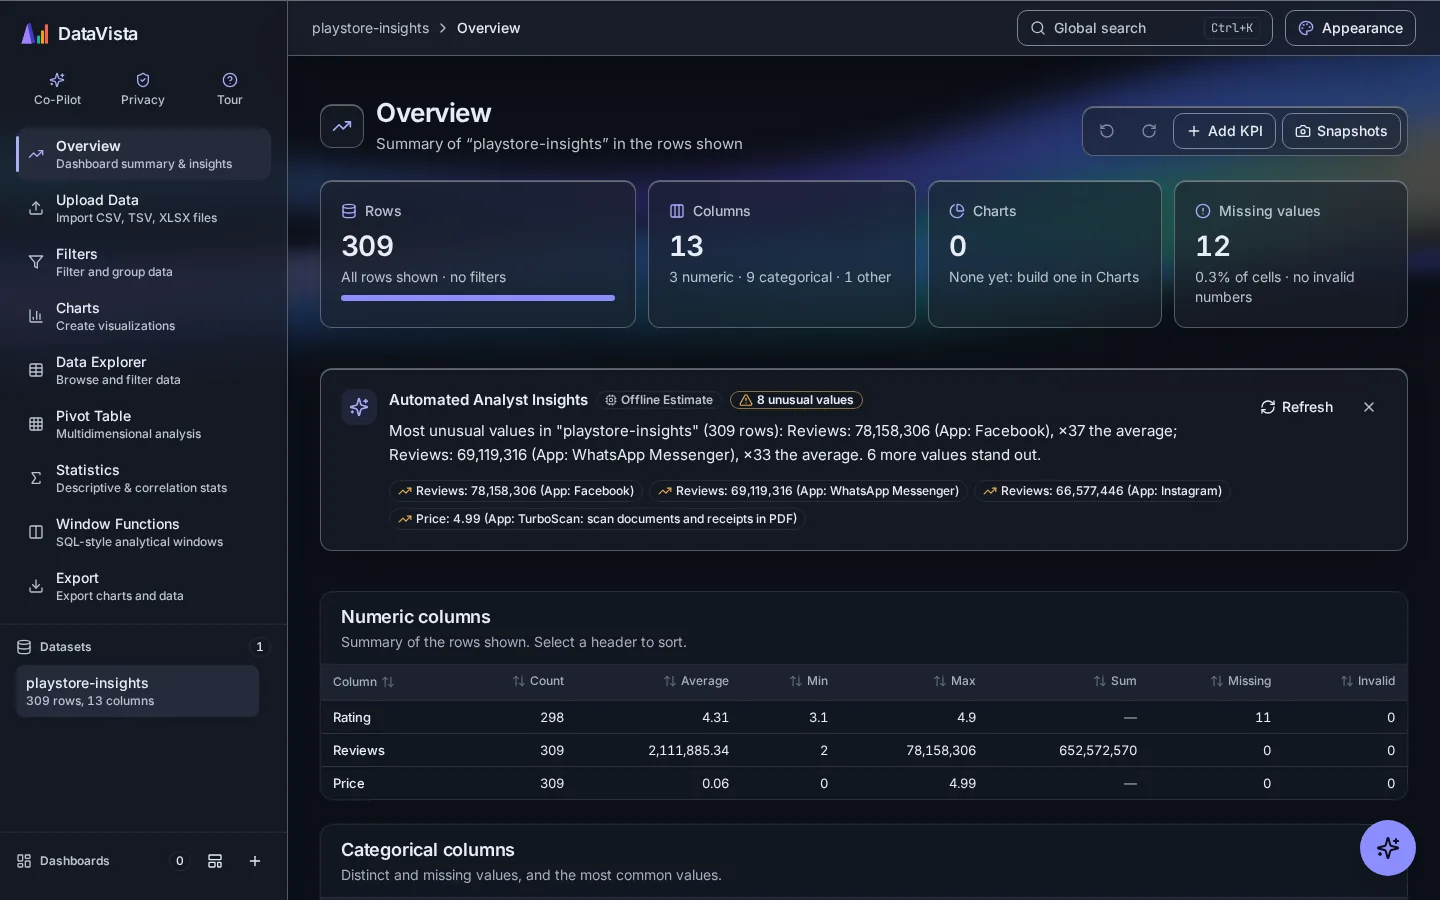 DataVista
Co-Pilot
Privacy
Tour
Overview
Dashboard summary & insights
Upload Data
Import CSV, TSV, XLSX files
Filters
Filter and group data
Charts
Create visualizations
Data Explorer
Browse and filter data
Pivot Table
Multidimensional analysis
Statistics
Descriptive & correlation stats
Window Functions
SQL-style analytical windows
Export
Export charts and data
Datasets 1
playstore-insights
309 rows, 13 columns
Dashboards 0
playstore-insights > Overview
Global search Ctrl+K
Appearance
Overview
Summary of “playstore-insights” in the rows shown
Add KPI
Snapshots
Rows
309
All rows shown · no filters
Columns
13
3 numeric · 9 categorical · 1 other
Charts
0
None yet: build one in Charts
Missing values
12
0.3% of cells · no invalid
numbers
Automated Analyst Insights Offline Estimate 8 unusual values
Refresh
Most unusual values in "playstore-insights" (309 rows): Reviews: 78,158,306 (App: Facebook), ×37 the average;
Reviews: 69,119,316 (App: WhatsApp Messenger), ×33 the average. 6 more values stand out.
Reviews: 78,158,306 (App: Facebook) Reviews: 69,119,316 (App: WhatsApp Messenger) Reviews: 66,577,446 (App: Instagram)
Price: 4.99 (App: TurboScan: scan documents and receipts in PDF)
Numeric columns
Summary of the rows shown. Select a header to sort.
Column Count Average Min Max Sum Missing Invalid
Rating 298 4.31 3.1 4.9 — 11 0
Reviews 309 2,111,885.34 2 78,158,306 652,572,570 0 0
Price 309 0.06 0 4.99 — 0 0
Categorical columns
Distinct and missing values, and the most common values.